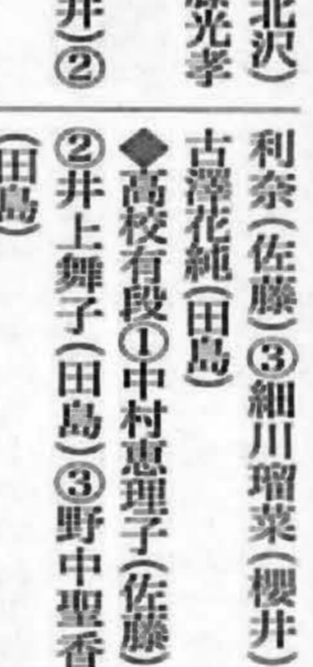 北沢)
藤光孝
井)②
利奈(佐藤)③細川瑠菜(櫻井)
古澤花純(田島)
◆高校有段①中村恵理子(佐藤)
②井上舞子(田島)③野中聖香
(田島)